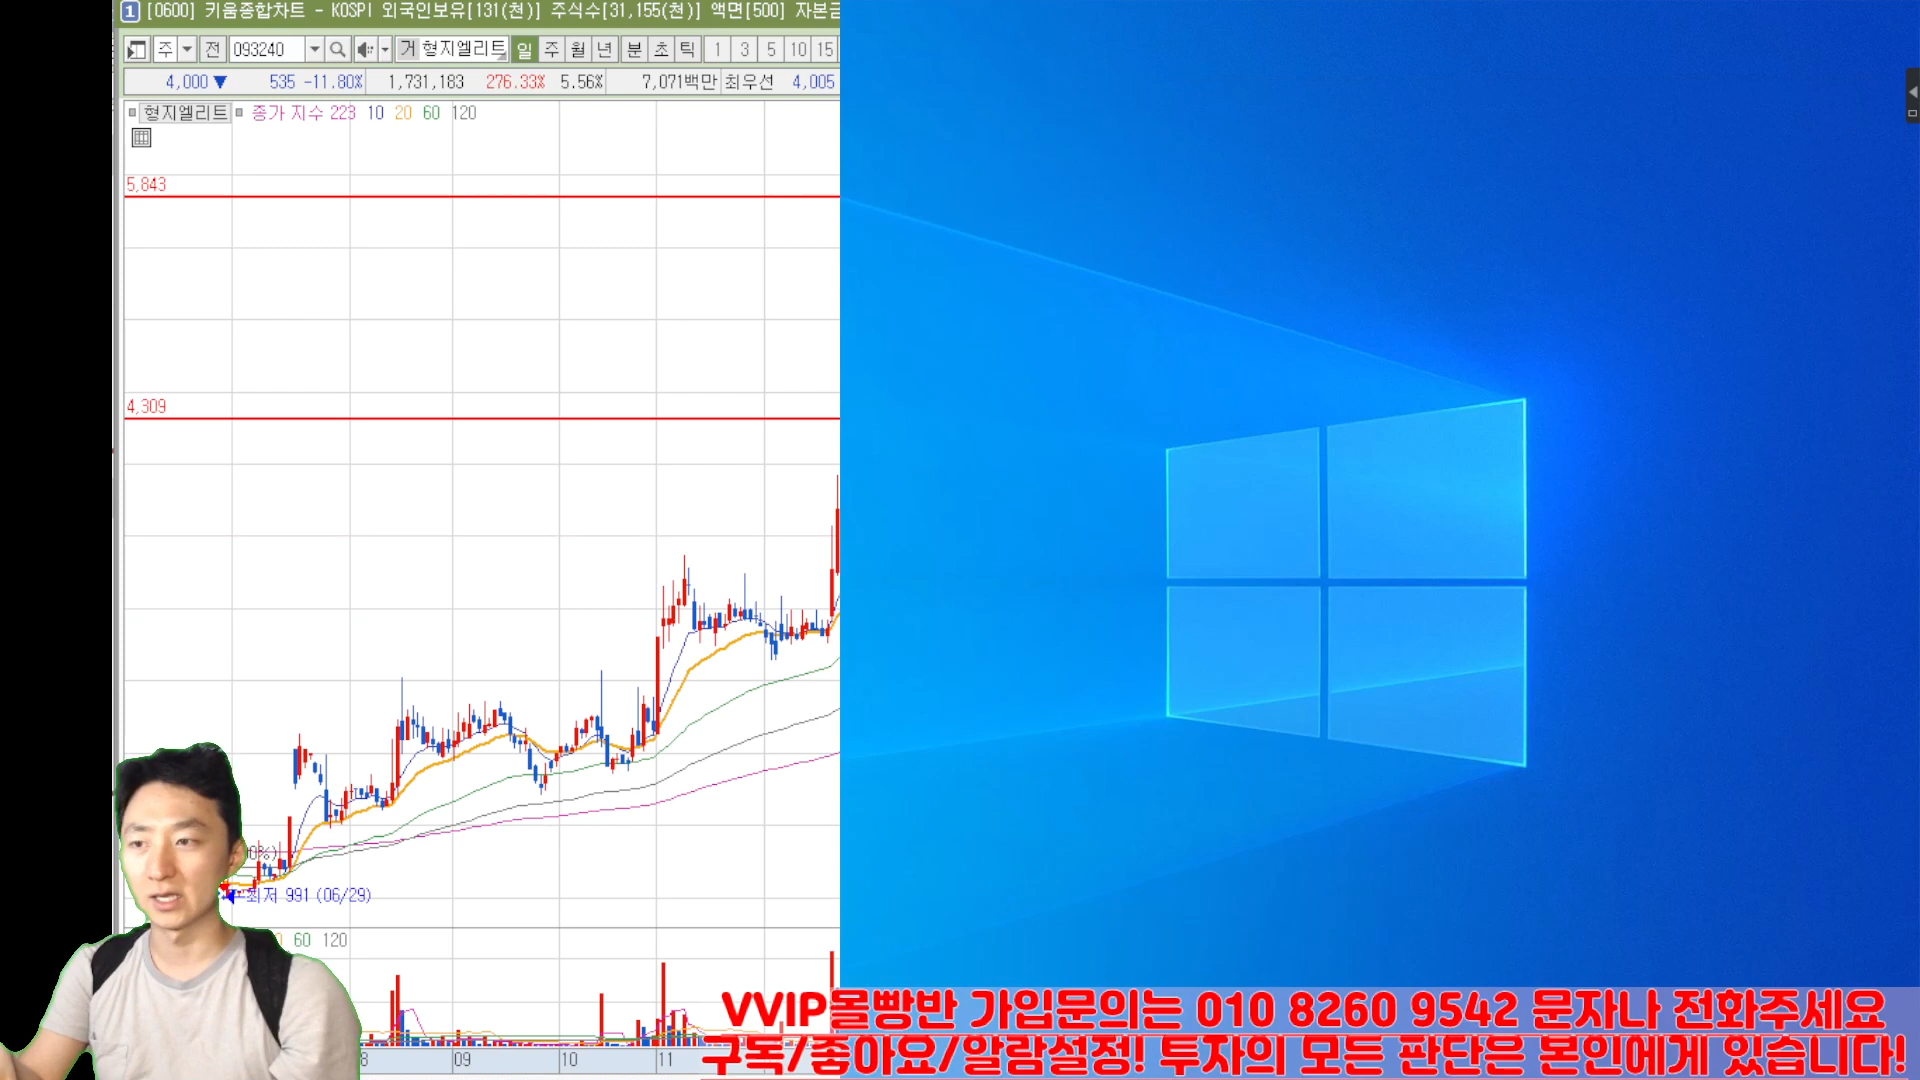 1 [0600] 키움종합차트 - KOSPI 외국인보유[131(천)] 주식수[31,155(천)] 액면[500] 자본금
주 전 093240 거 형지엘리트 일 주 월 년 분 초 틱 1 3 5 10 15
4,000 ▼ 535 -11.80% 1,731,183 276.33% 5.56% 7,071백만 최우선 4,005
형지엘리트 종가 지수 223 10 20 60 120
5,843
4,309
0%)
최저 991 (06/29)
60 120
8 09 10 11
VVIP몰빵반 가입문의는 010 8260 9542 문자나 전화주세요
구독/좋아요/알람설정! 투자의 모든 판단은 본인에게 있습니다!